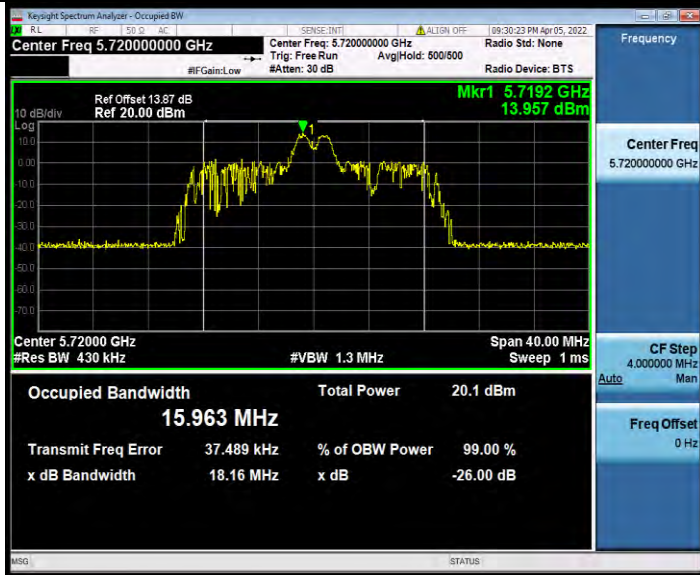 Keysight Spectrum Analyzer - Occupied BW
RL RF 50 Ω AC SENSE:INT ALIGN OFF 09:30:23 PM Apr 05, 2022
Center Freq 5.720000000 GHz
Center Freq: 5.720000000 GHz
Radio Std: None
Trig: Free Run Avg|Hold: 500/500
#IFGain:Low #Atten: 30 dB Radio Device: BTS
Frequency
Ref Offset 13.87 dB
Mkr1 5.7192 GHz
10 dB/div Ref 20.00 dBm 13.957 dBm
Log
1
10.0
0.00
-10.0
-20.0
-30.0
-40.0
-50.0
-60.0
-70.0
Center 5.72000 GHz Span 40.00 MHz
#Res BW 430 kHz #VBW 1.3 MHz Sweep 1 ms
Occupied Bandwidth Total Power 20.1 dBm
15.963 MHz
Transmit Freq Error 37.489 kHz % of OBW Power 99.00 %
x dB Bandwidth 18.16 MHz x dB -26.00 dB
Center Freq
5.720000000 GHz
CF Step
4.000000 MHz
Auto Man
Freq Offset
0 Hz
MSG STATUS